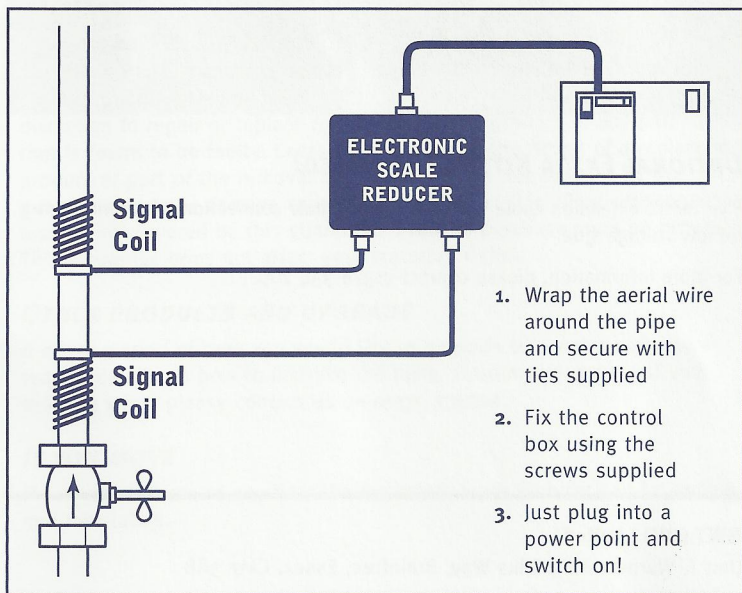 ELECTRONIC
SCALE
REDUCER
Signal
Coil
Signal
Coil
1. Wrap the aerial wire
around the pipe
and secure with
ties supplied
2. Fix the control
box using the
screws supplied
3. Just plug into a
power point and
switch on!